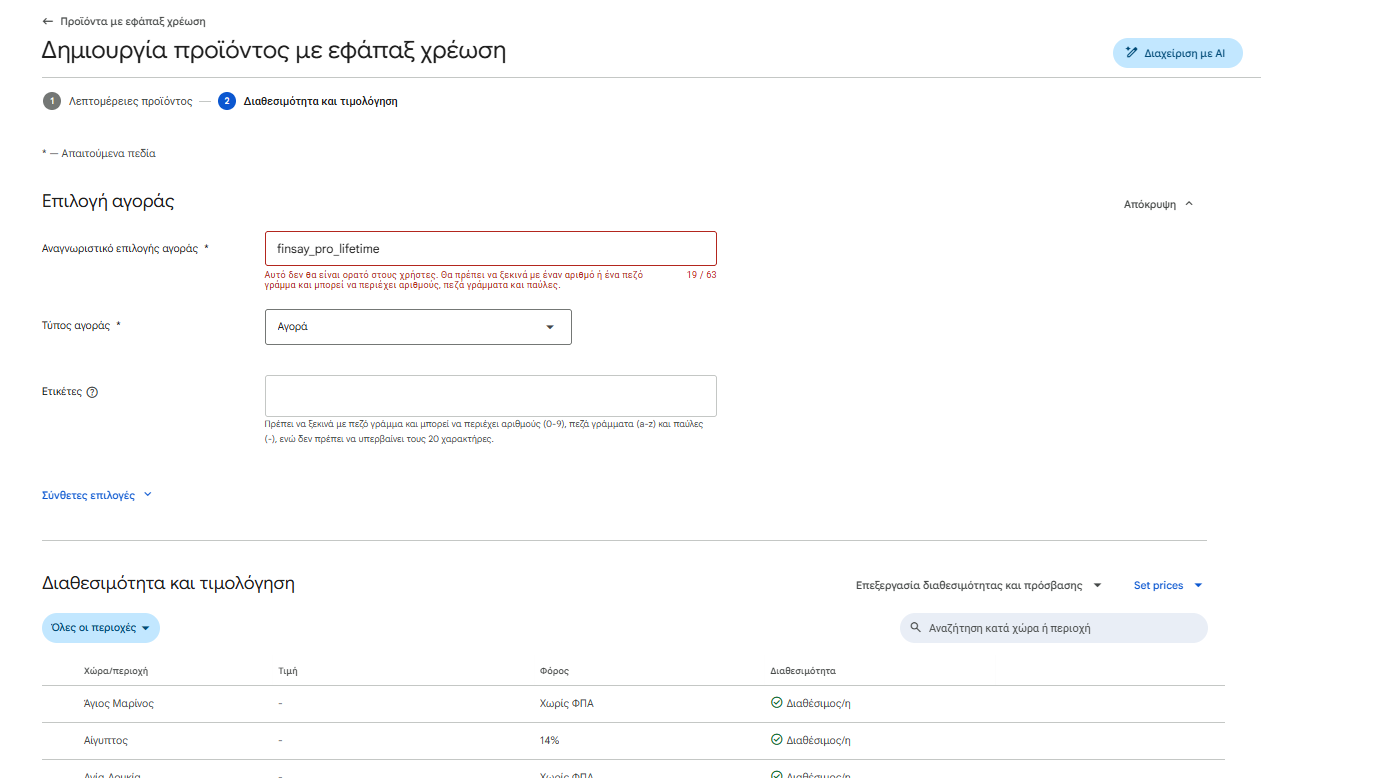 ← Προϊόντα με εφάπαξ χρέωση
Δημιουργία προϊόντος με εφάπαξ χρέωση
Διαχείριση με AI
1 Λεπτομέρειες προϊόντος — 2 Διαθεσιμότητα και τιμολόγηση
* — Απαιτούμενα πεδία
Επιλογή αγοράς
Απόκρυψη
Αναγνωριστικό επιλογής αγοράς *
finsay_pro_lifetime
Αυτό δεν θα είναι ορατό στους χρήστες. Θα πρέπει να ξεκινά με έναν αριθμό ή ένα πεζό
γράμμα και μπορεί να περιέχει αριθμούς, πεζά γράμματα και παύλες.
19 / 63
Τύπος αγοράς *
Αγορά
Ετικέτες ?
Πρέπει να ξεκινά με πεζό γράμμα και μπορεί να περιέχει αριθμούς (0-9), πεζά γράμματα (a-z) και παύλες
(-), ενώ δεν πρέπει να υπερβαίνει τους 20 χαρακτήρες.
Σύνθετες επιλογές
Διαθεσιμότητα και τιμολόγηση
Επεξεργασία διαθεσιμότητας και πρόσβασης
Set prices
Όλες οι περιοχές
Αναζήτηση κατά χώρα ή περιοχή
Χώρα/περιοχή Τιμή Φόρος Διαθεσιμότητα
Άγιος Μαρίνος - Χωρίς ΦΠΑ Διαθέσιμος/η
Αίγυπτος - 14% Διαθέσιμος/η
Αγία Λουκία - Χωρίς ΦΠΑ Διαθέσιμος/η